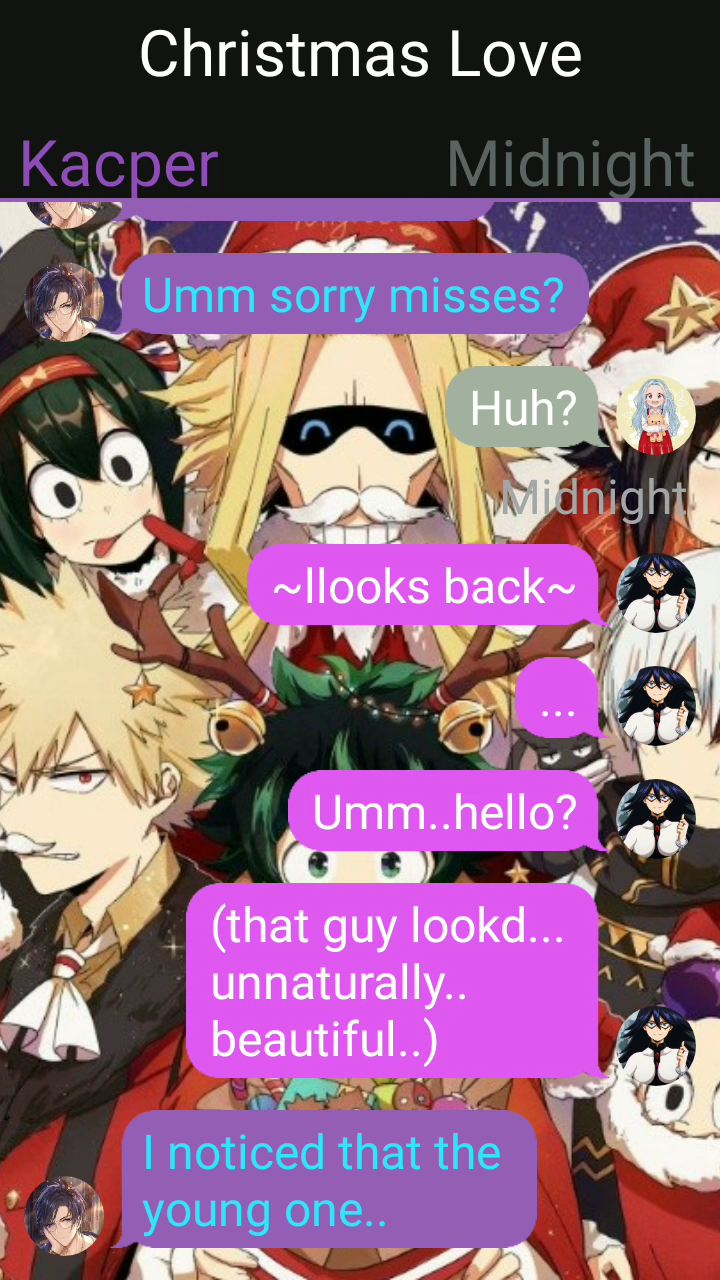 Christmas Love
Kacper
Midnight
Umm sorry misses?
Huh?
Midnight
~llooks back~
...
Umm..hello?
(that guy lookd...
unnaturally..
beautiful..)
I noticed that the
young one..